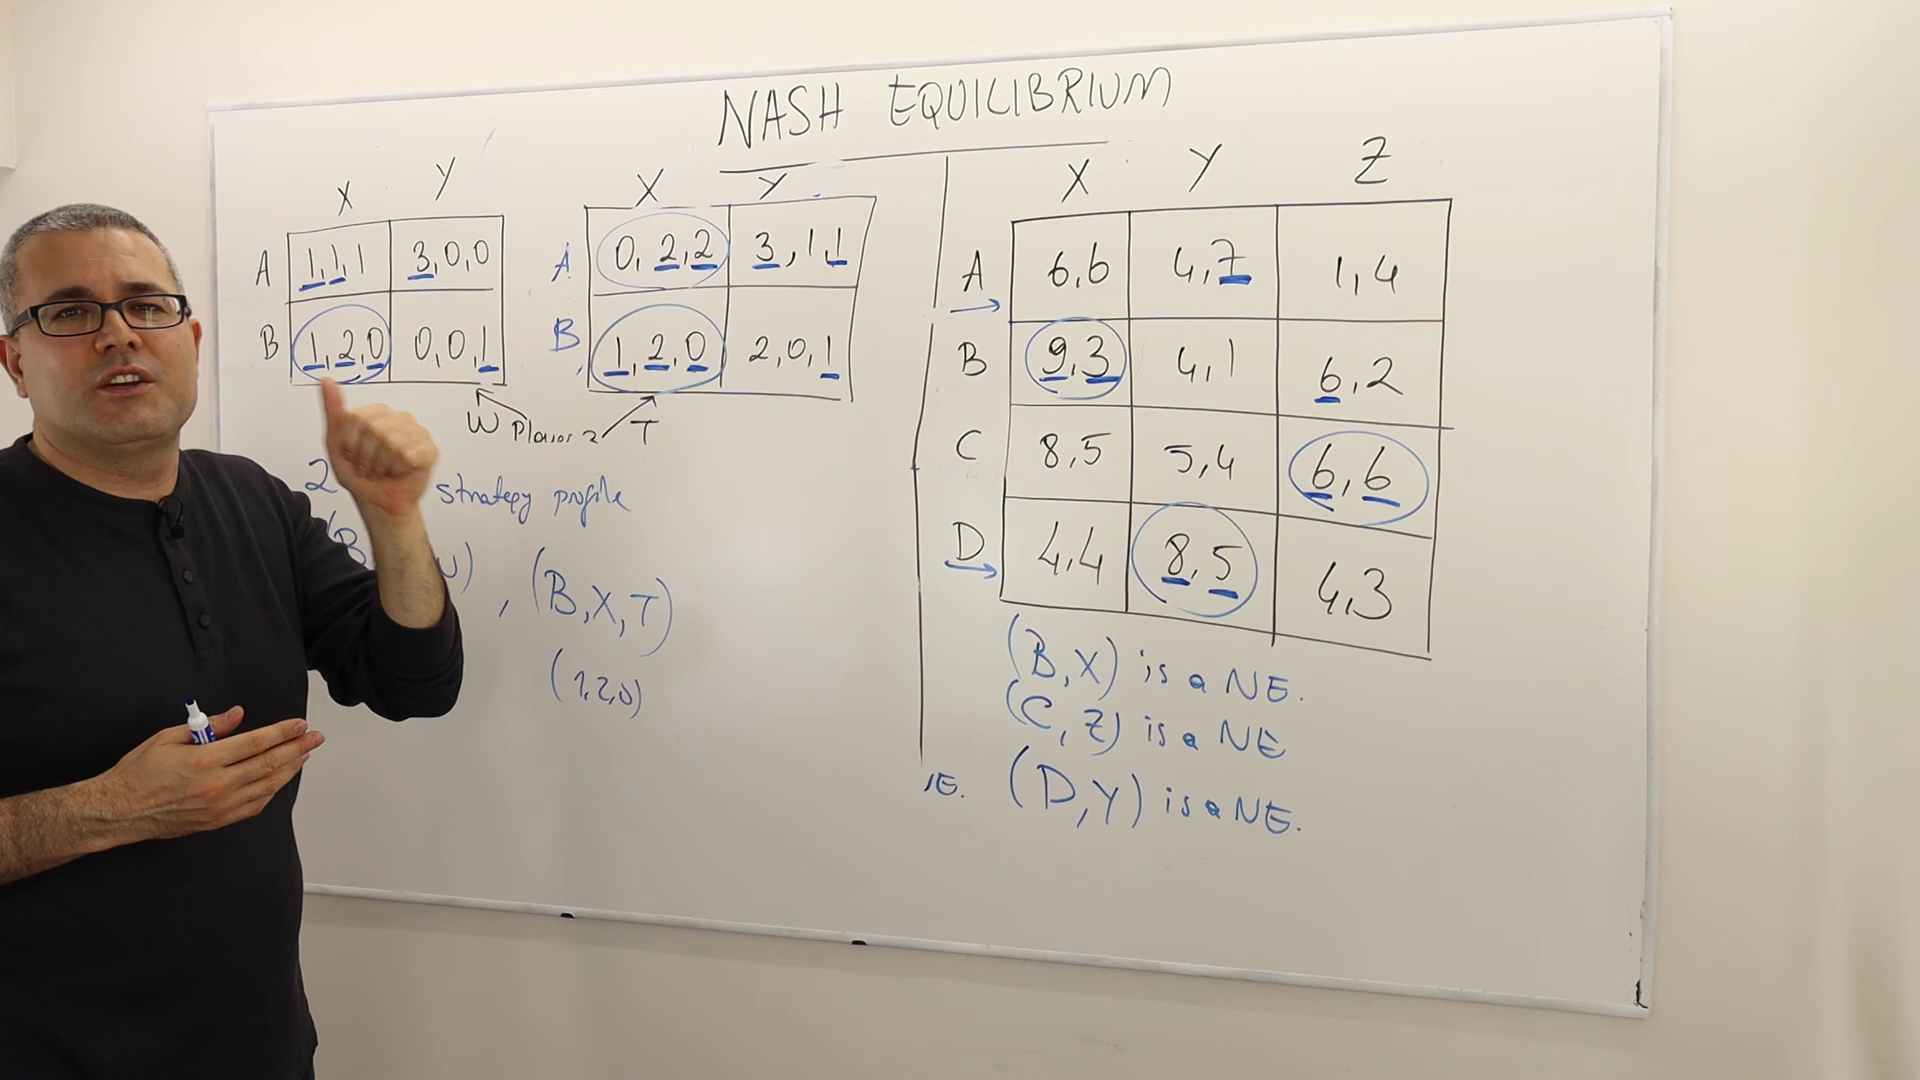 NASH EQUILIBRIUM
X Y
A 1,1,1 3,0,0
B 1,2,0 0,0,1
W Player 3 T
X Y
A 0,2,2 3,1,1
B 1,2,0 2,0,1
2 strategy profile
(B W) , (B,X,T)
(1,2,0)
X Y Z
A 6,6 4,7 1,4
B 9,3 4,1 6,2
C 8,5 5,4 6,6
D 4,4 8,5 4,3
(B,X) is a NE.
(C,Z) is a NE
(D,Y) is a NE.